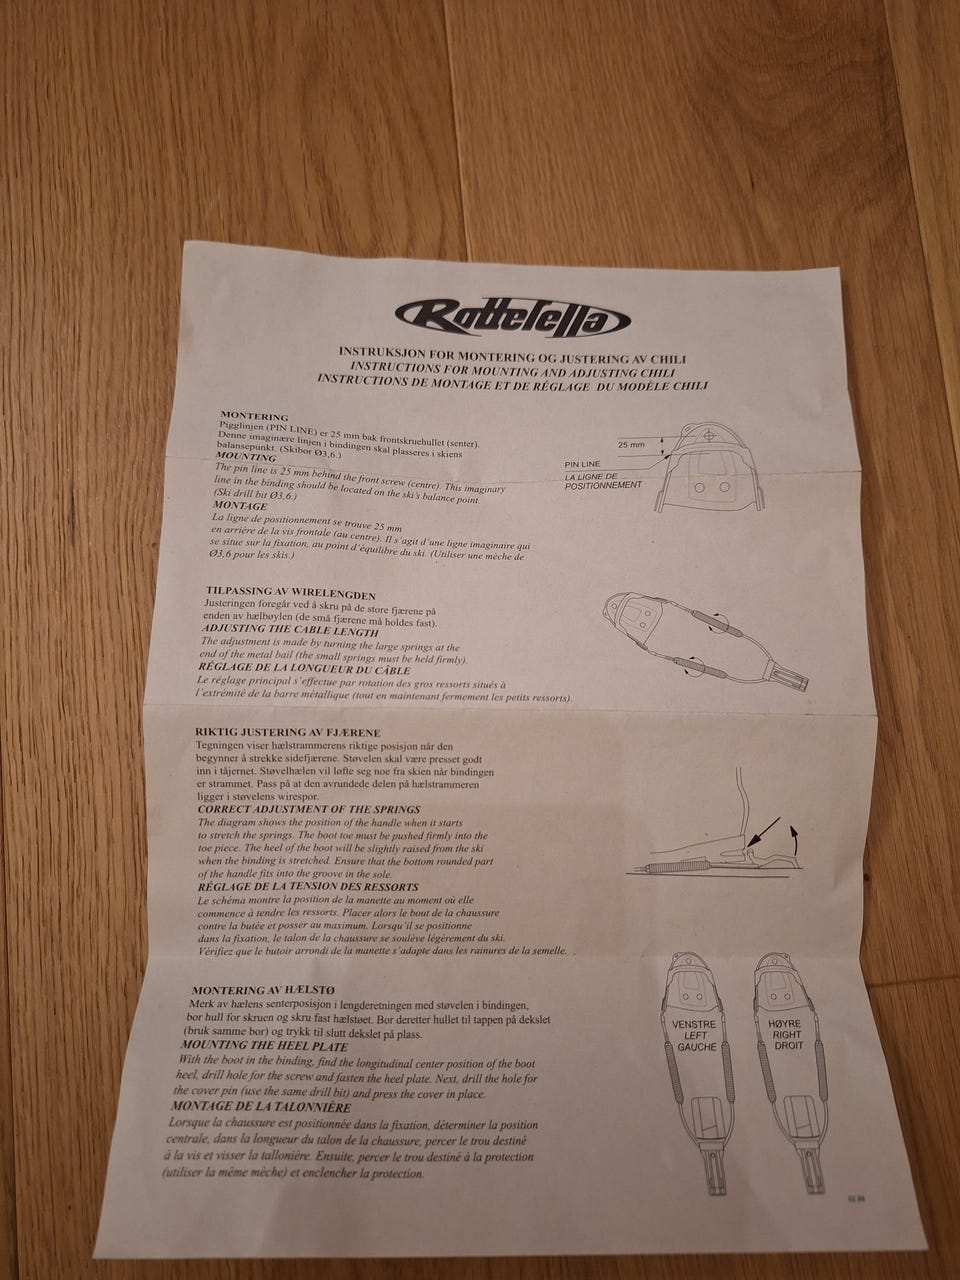 Rottefella
INSTRUKSJON FOR MONTERING OG JUSTERING AV CHILI
INSTRUCTIONS FOR MOUNTING AND ADJUSTING CHILI
INSTRUCTIONS DE MONTAGE ET DE RÉGLAGE DU MODÈLE CHILI
MONTERING
Pigglinjen (PIN LINE) er 25 mm bak frontskruehullet (senter).
Denne imaginære linjen i bindingen skal plasseres i skiens
balansepunkt. (Skibor Ø3,6.)
MOUNTING
The pin line is 25 mm behind the front screw (centre). This imaginary
line in the binding should be located on the ski's balance point.
(Ski drill bit Ø3,6.)
MONTAGE
La ligne de positionnement se trouve 25 mm
en arrière de la vis frontale (au centre). Il s'agit d'une ligne imaginaire qui
se situe sur la fixation, au point d'équilibre du ski. (Utiliser une mèche de
Ø3,6 pour les skis.)
25 mm
PIN LINE
LA LIGNE DE
POSITIONNEMENT
TILPASSING AV WIRELENGDEN
Justeringen foregår ved å skru på de store fjærene på
enden av hælbøylen (de små fjærene må holdes fast).
ADJUSTING THE CABLE LENGTH
The adjustment is made by turning the large springs at the
end of the metal bail (the small springs must be held firmly).
RÉGLAGE DE LA LONGUEUR DU CÂBLE
Le réglage principal s'effectue par rotation des gros ressorts situés à
l'extrémité de la barre métallique (tout en maintenant fermement les petits ressorts).
RIKTIG JUSTERING AV FJÆRENE
Tegningen viser hælstrammerens riktige posisjon når den
begynner å strekke sidefjærene. Støvelen skal være presset godt
inn i tåjernet. Støvelhælen vil løfte seg noe fra skien når bindingen
er strammet. Pass på at den avrundede delen på hælstrammeren
ligger i støvelens wirespor.
CORRECT ADJUSTMENT OF THE SPRINGS
The diagram shows the position of the handle when it starts
to stretch the springs. The boot toe must be pushed firmly into the
toe piece. The heel of the boot will be slightly raised from the ski
when the binding is stretched. Ensure that the bottom rounded part
of the handle fits into the groove in the sole.
RÉGLAGE DE LA TENSION DES RESSORTS
Le schéma montre la position de la manette au moment où elle
commence à tendre les ressorts. Placer alors le bout de la chaussure
contre la butée et posser au maximum. Lorsqu'il se positionne
dans la fixation, le talon de la chaussure se soulève légèrement du ski.
Vérifiez que le butoir arrondi de la manette s'adapte dans les rainures de la semelle.
MONTERING AV HÆLSTØ
Merk av hælens senterposisjon i lengderetningen med støvelen i bindingen,
bor hull for skruen og skru fast hælstøet. Bor deretter hullet til tappen på dekslet
(bruk samme bor) og trykk til slutt dekslet på plass.
MOUNTING THE HEEL PLATE
With the boot in the binding, find the longitudinal center position of the boot
heel, drill hole for the screw and fasten the heel plate. Next, drill the hole for
the cover pin (use the same drill bit) and press the cover in place.
MONTAGE DE LA TALONNIÈRE
Lorsque la chaussure est positionnée dans la fixation, déterminer la position
centrale, dans la longueur du talon de la chaussure, percer le trou destiné
à la vis et visser la tallonière. Ensuite, percer le trou destiné à la protection
(utiliser la même mèche) et enclencher la protection.
VENSTRE
LEFT
GAUCHE
HØYRE
RIGHT
DROIT